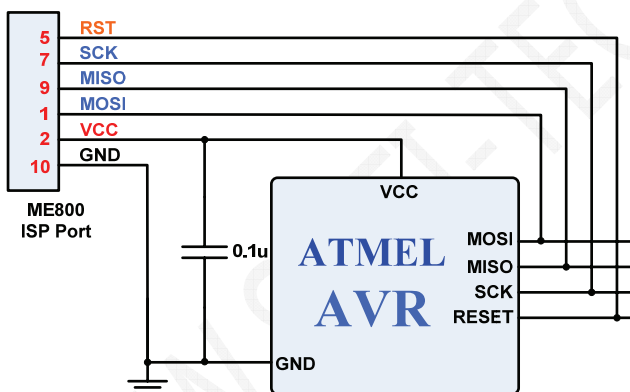 5 RST
7 SCK
9 MISO
1 MOSI
2 VCC
10 GND
ME800
ISP Port
0.1u
VCC
ATMEL
AVR
MOSI
MISO
SCK
RESET
GND